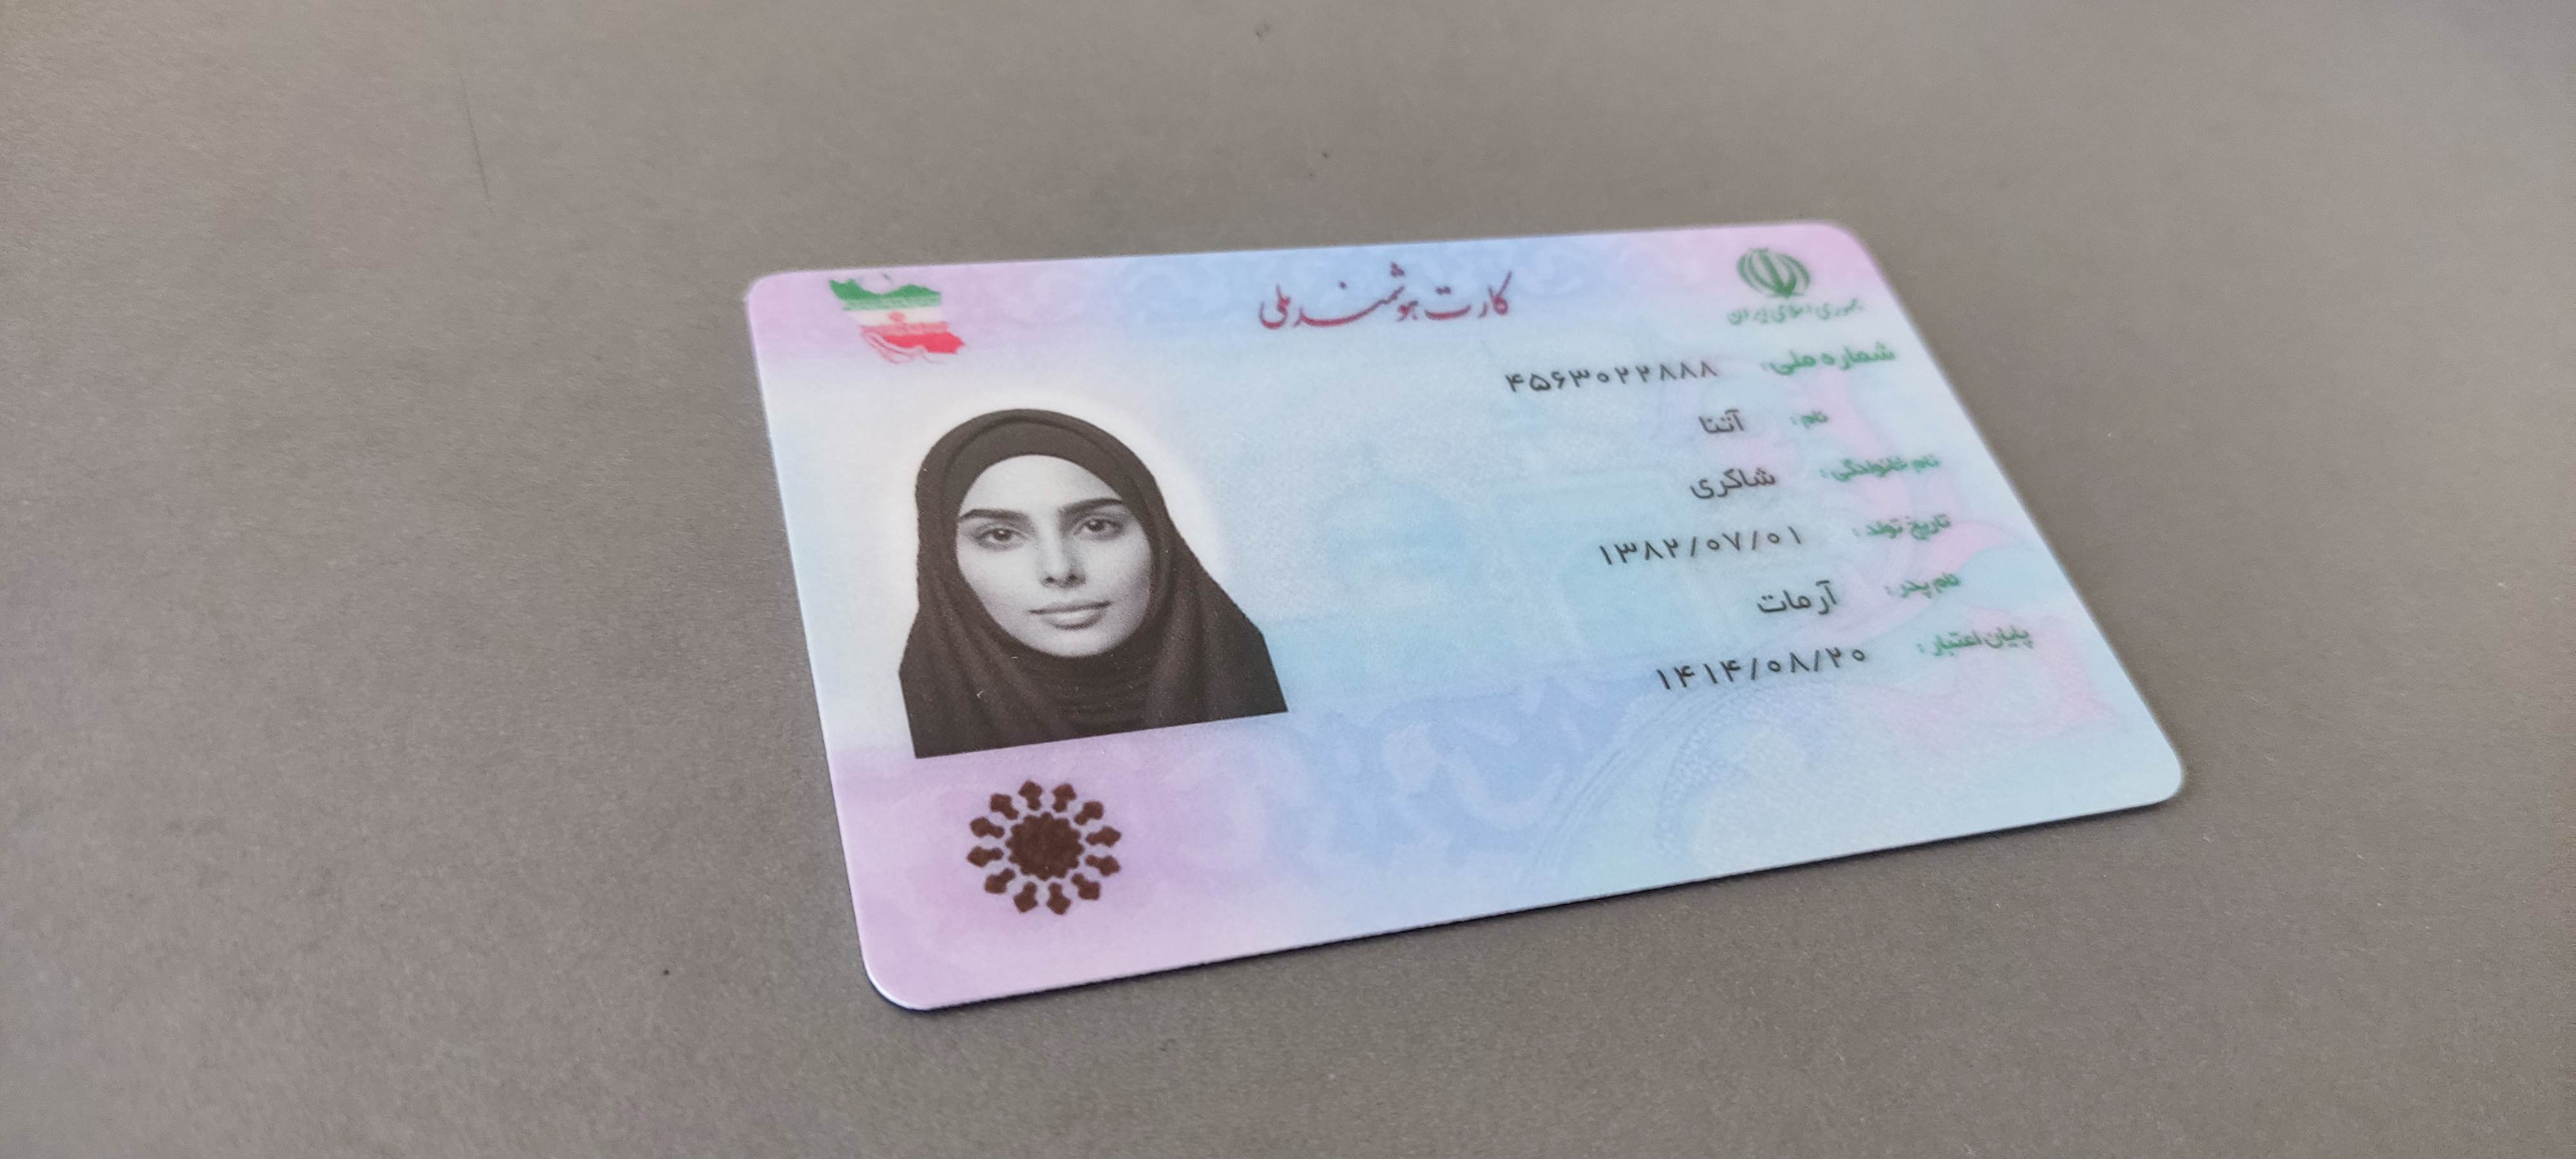 کارت هوشمند ملی
جمهوری اسلامی ایران
شماره ملی: ۴۵۶۳۰۲۲۸۸۸
نام: آتنا
نام خانوادگی: شاکری
تاریخ تولد: ۱۳۸۲/۰۷/۰۱
نام پدر: آرمات
پایان اعتبار: ۱۴۱۴/۰۸/۲۰